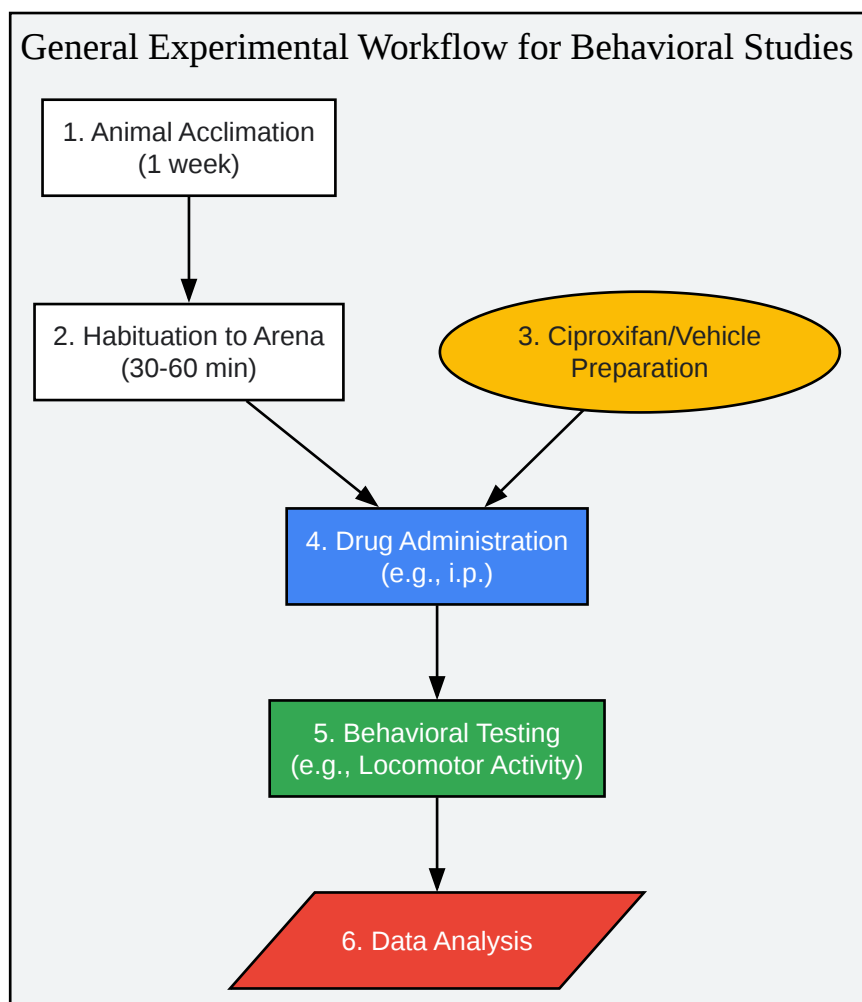 General Experimental Workflow for Behavioral Studies
1. Animal Acclimation
(1 week)
2. Habituation to Arena
(30-60 min)
3. Ciproxifan/Vehicle
Preparation
4. Drug Administration
(e.g., i.p.)
5. Behavioral Testing
(e.g., Locomotor Activity)
6. Data Analysis